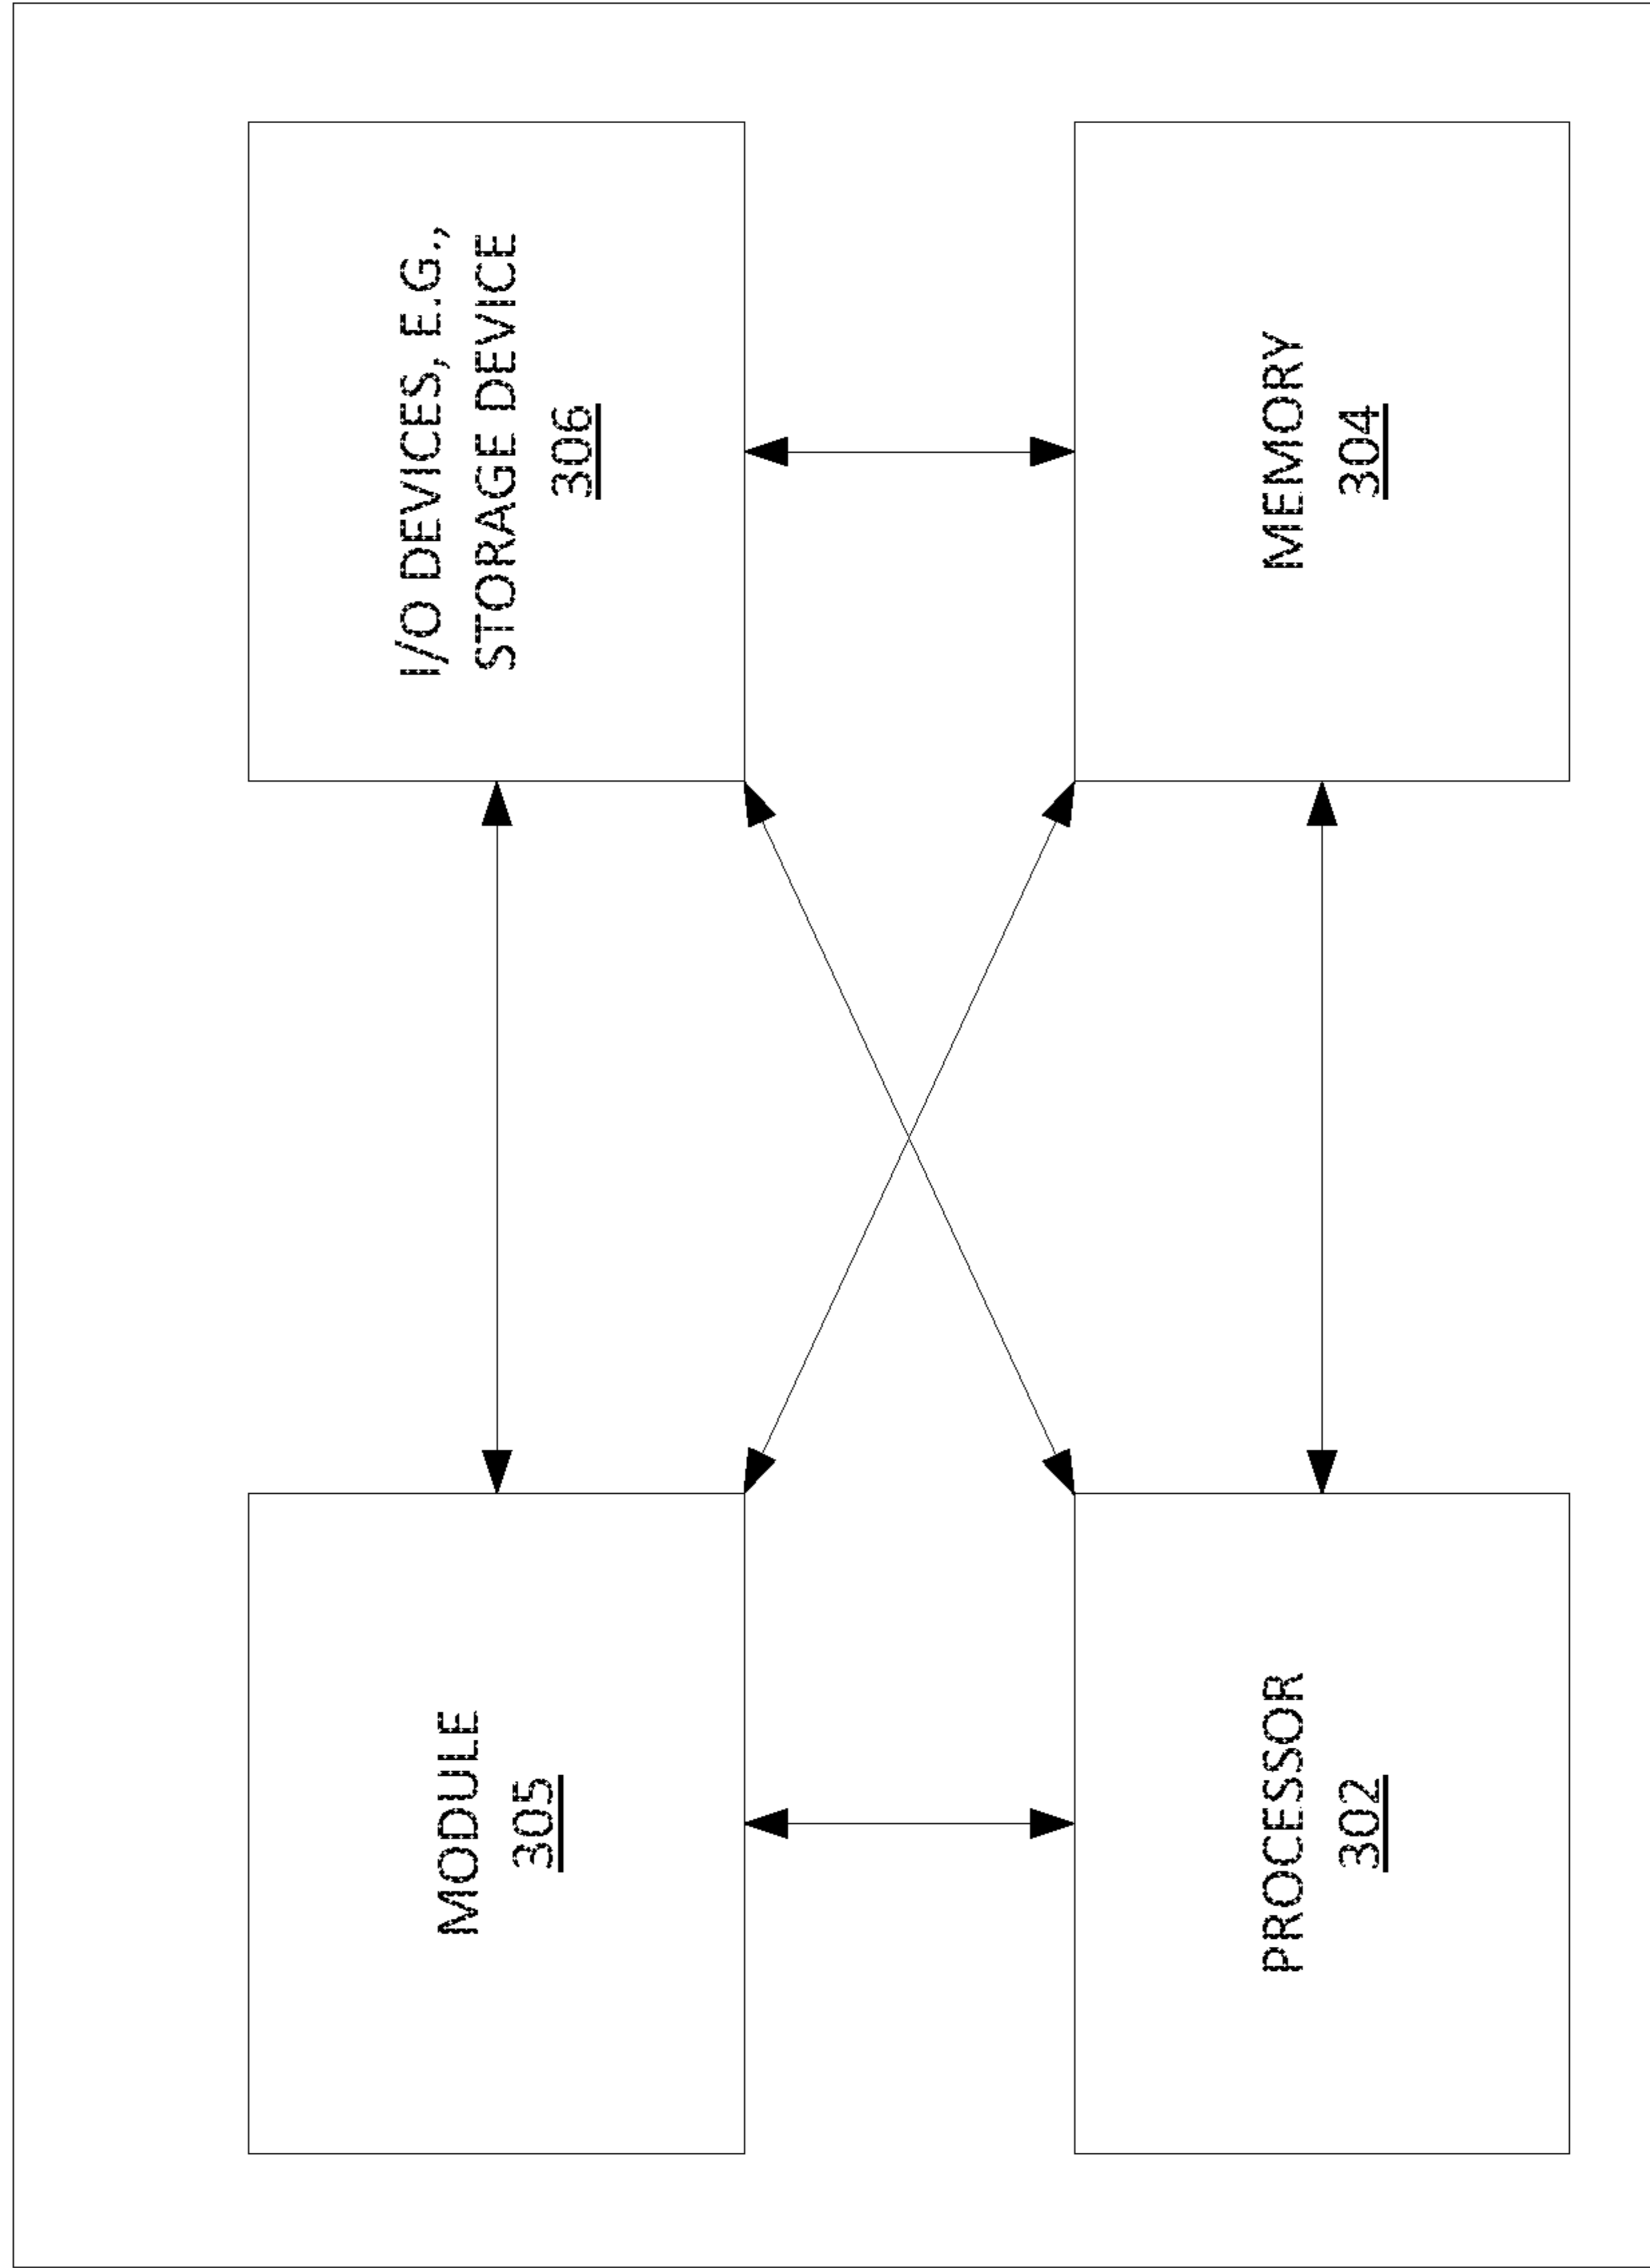 MODULE
305
I/O DEVICES, E.G.,
STORAGE DEVICE
306
PROCESSOR
302
MEMORY
304